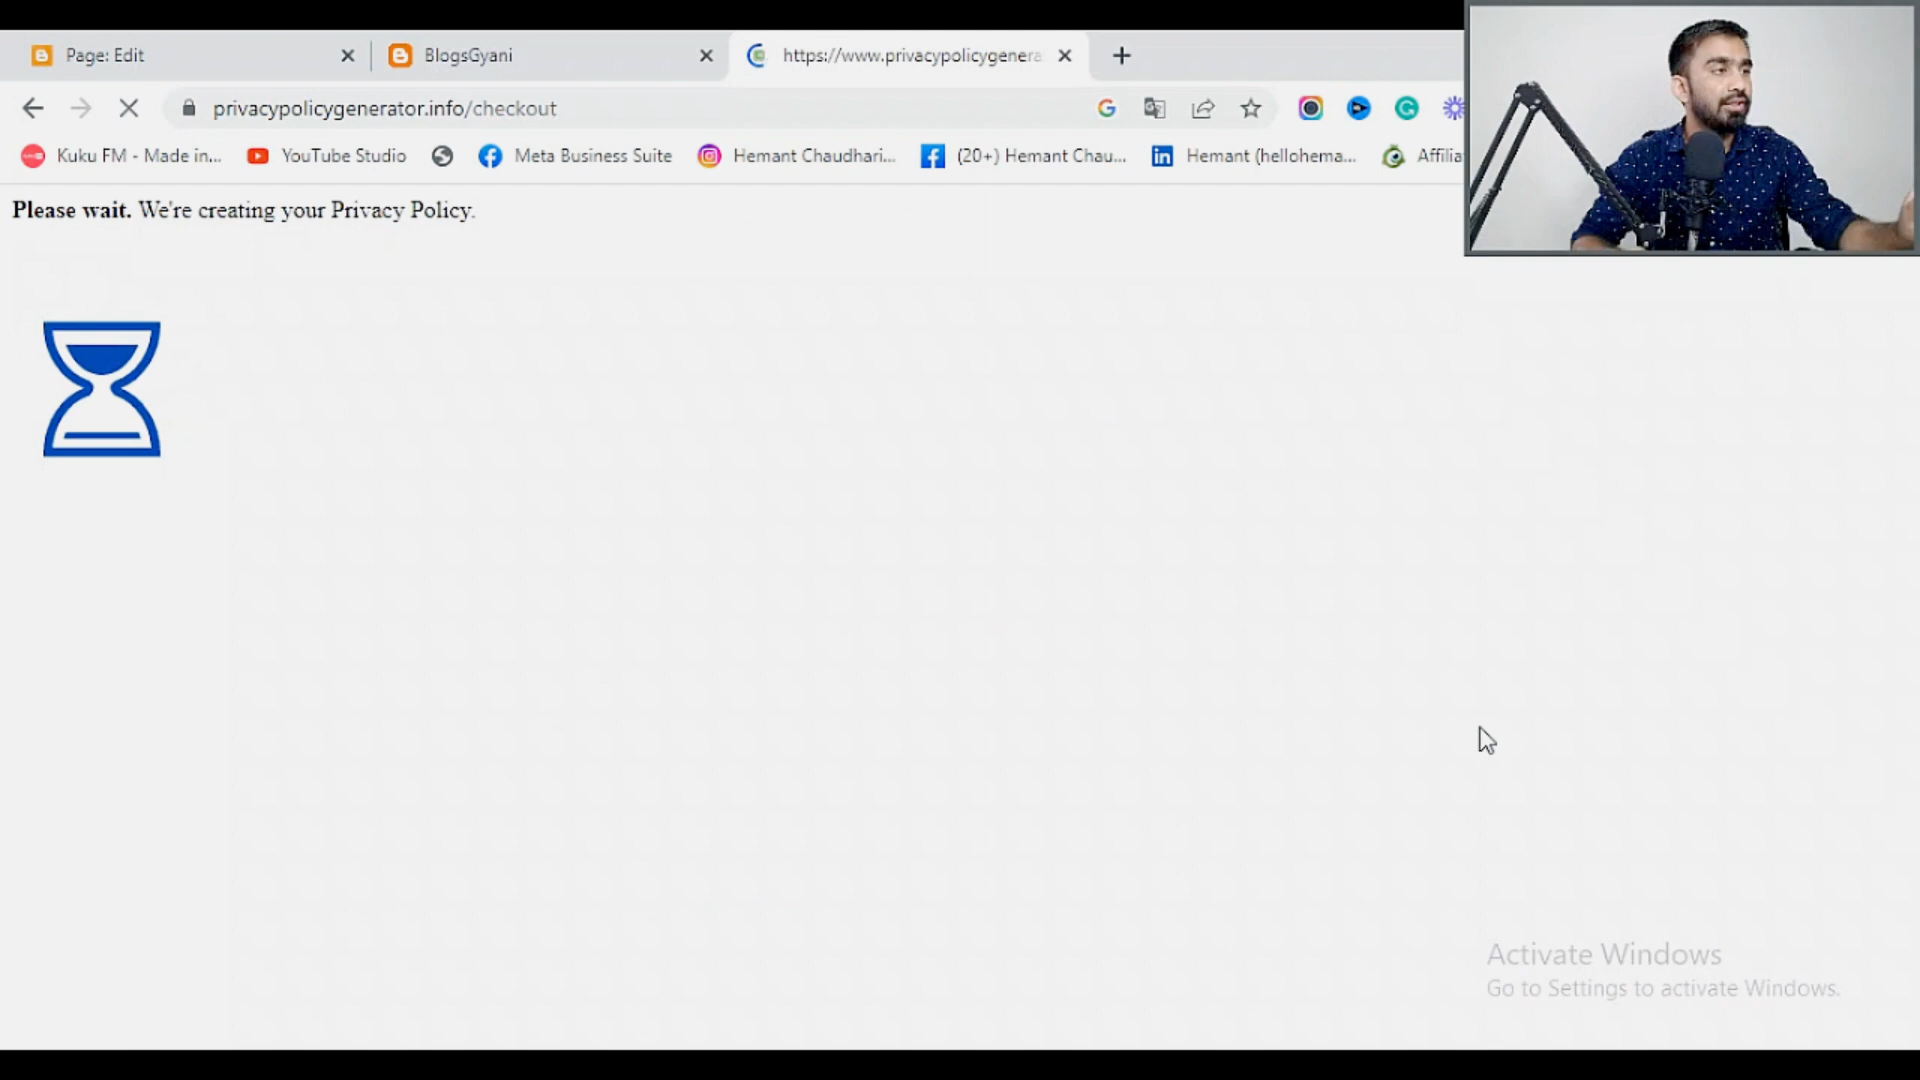 Page: Edit
BlogsGyani
https://www.privacypolicygenera
privacypolicygenerator.info/checkout
Kuku FM - Made in...
YouTube Studio
Meta Business Suite
Hemant Chaudhari...
(20+) Hemant Chau...
Hemant (hellohema...
Affilia
Please wait. We're creating your Privacy Policy.
Activate Windows
Go to Settings to activate Windows.